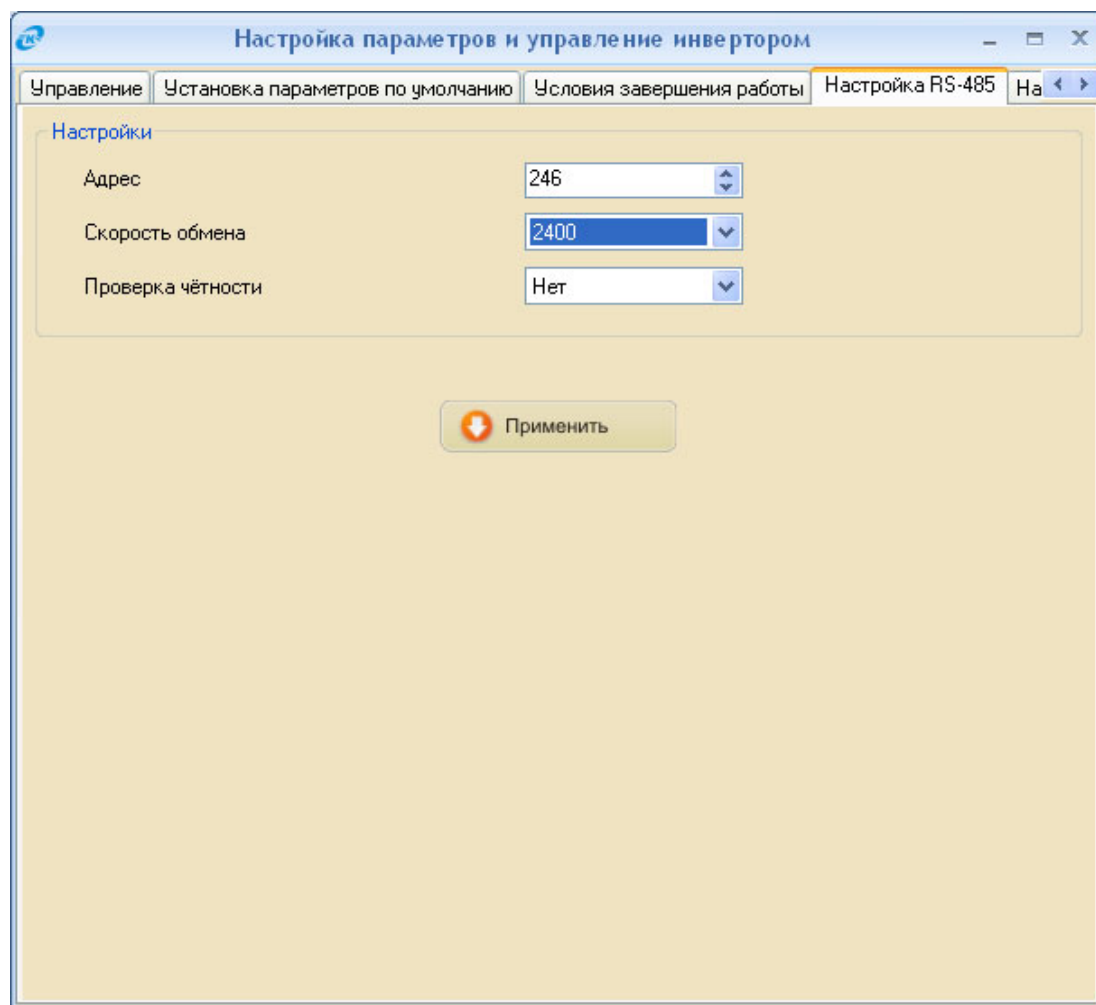 Настройка параметров и управление инвертором
Управление Установка параметров по умолчанию Условия завершения работы Настройка RS-485 На
Настройки
Адрес 246
Скорость обмена 2400
Проверка чётности Нет
Применить